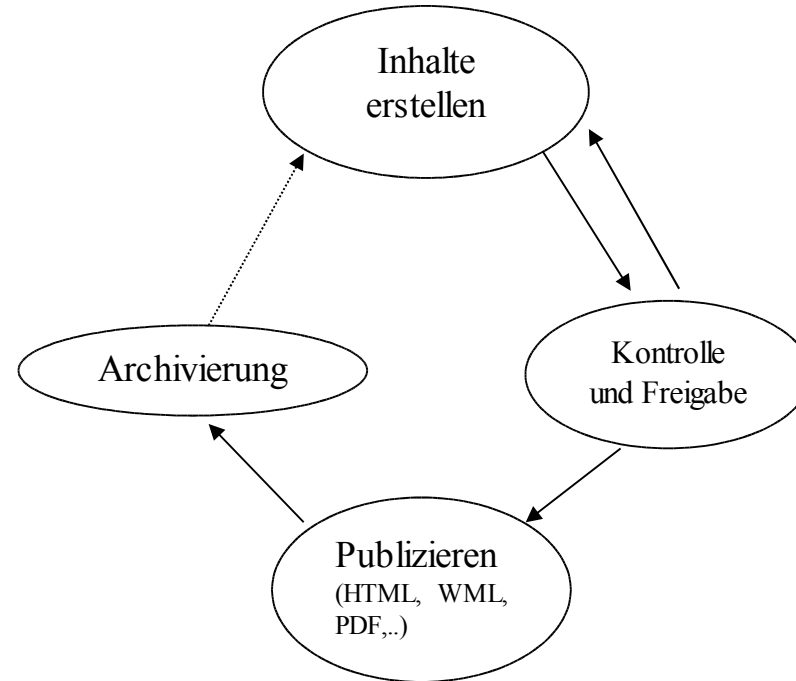 Inhalte
erstellen
Kontrolle
und Freigabe
Archivierung
Publizieren
(HTML, WML,
PDF,..)